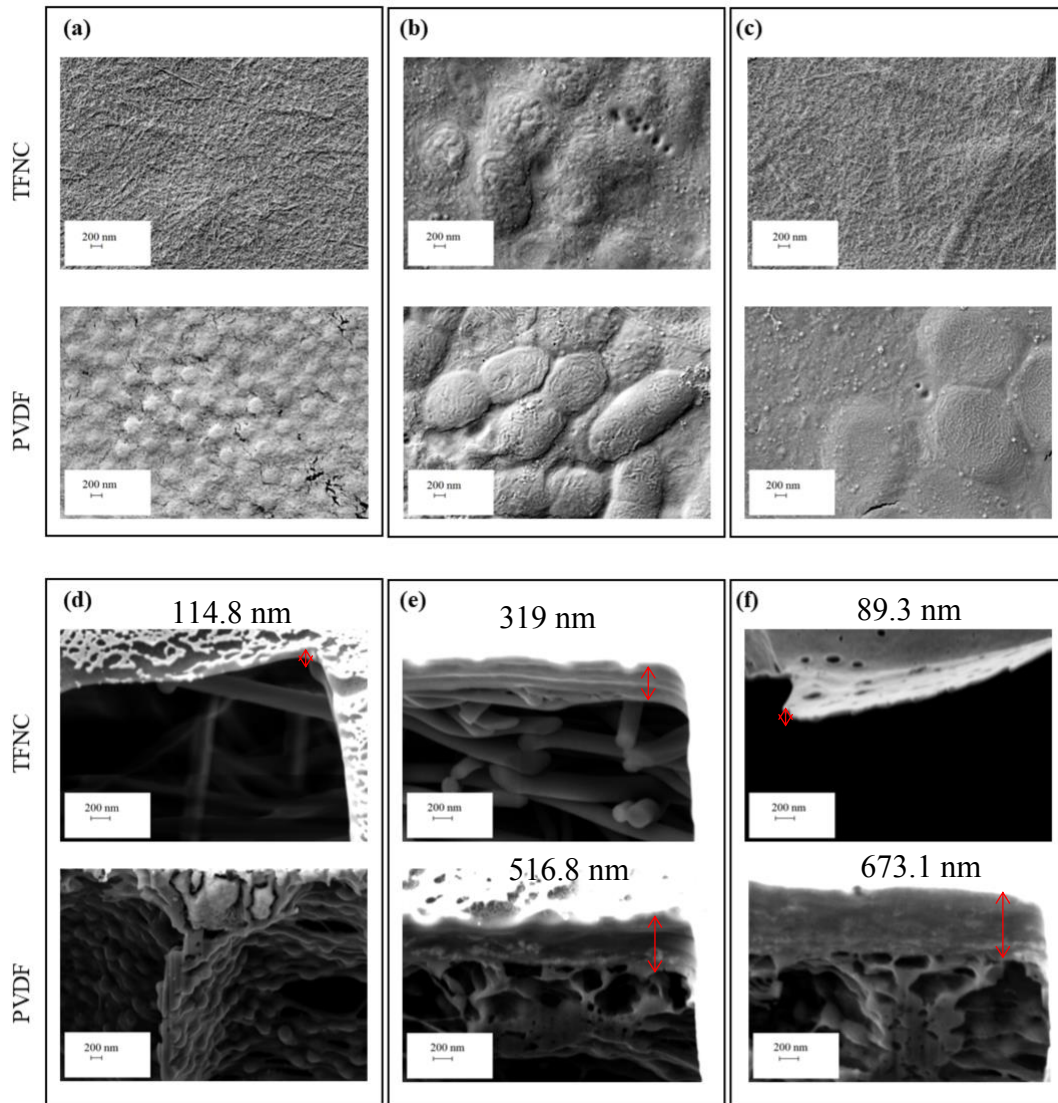 (a)
(b)
(c)
TFNC
200 nm
200 nm
200 nm
PVDF
200 nm
200 nm
200 nm
(d)
114.8 nm
(e)
319 nm
(f)
89.3 nm
TFNC
200 nm
200 nm
200 nm
516.8 nm
673.1 nm
PVDF
200 nm
200 nm
200 nm